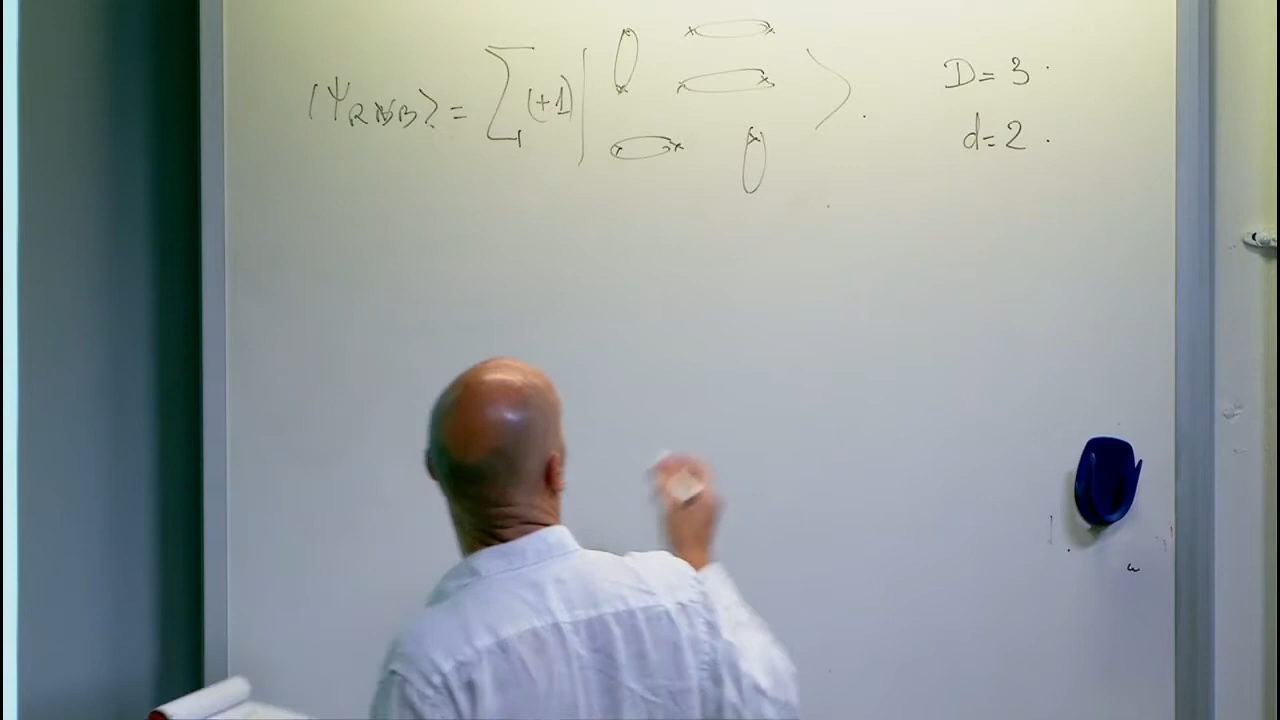 |Ψ_RVB⟩ = ∑ (+1) | ⟩ .
D = 3 .
d = 2 .